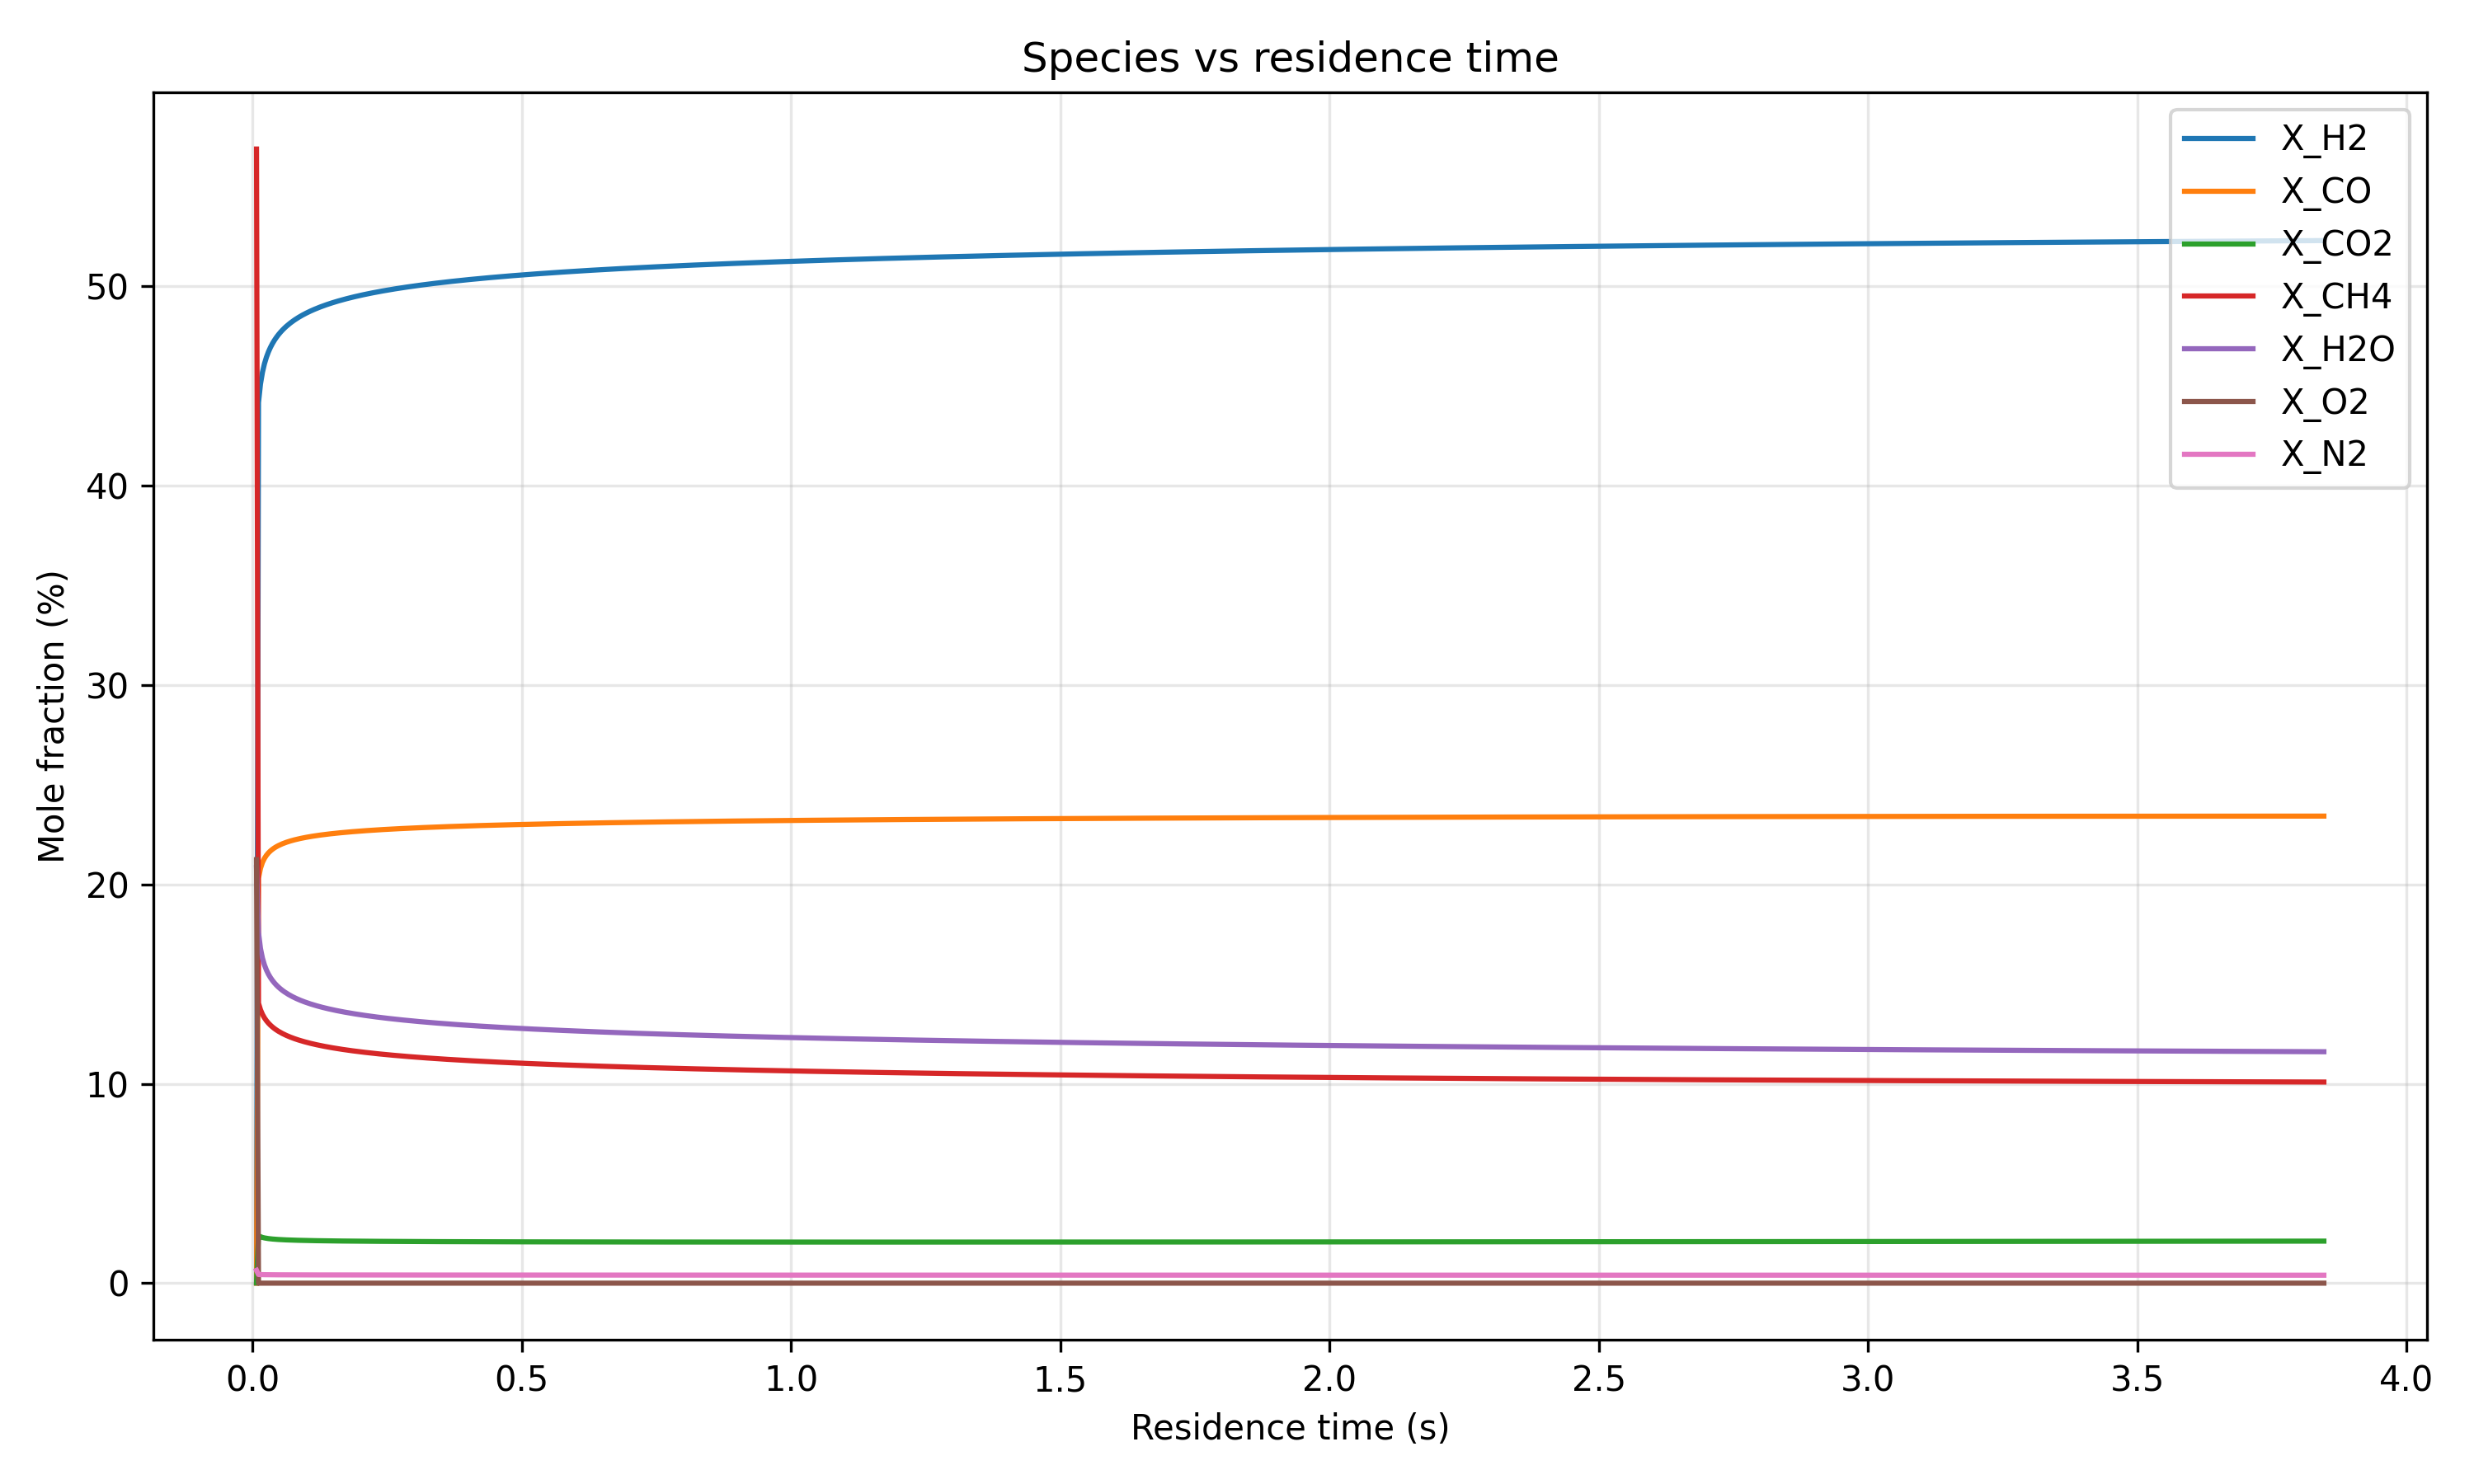 Species vs residence time
X_H2
X_CO
X_CO2
X_CH4
X_H2O
X_O2
X_N2
Mole fraction (%)
50
40
30
20
10
0
0.0 0.5 1.0 1.5 2.0 2.5 3.0 3.5 4.0
Residence time (s)